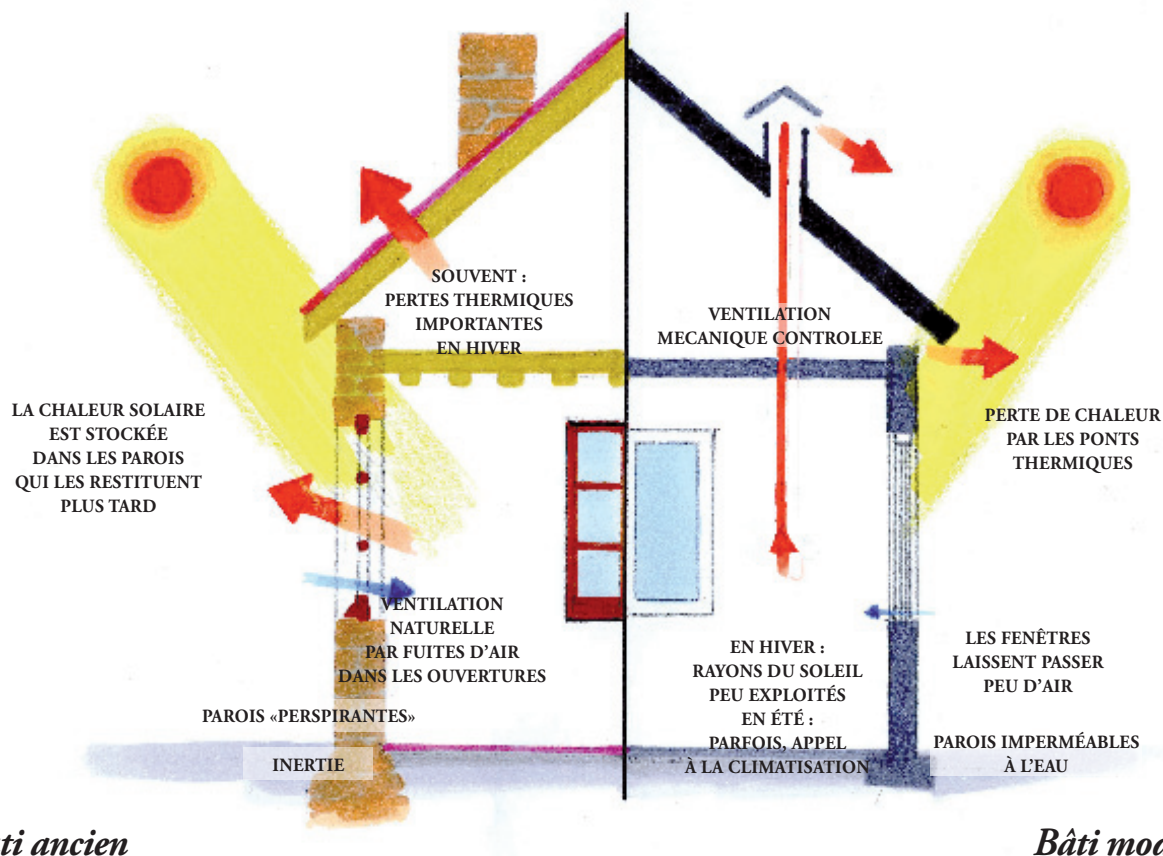 SOUVENT :
PERTES THERMIQUES
IMPORTANTES
EN HIVER
VENTILATION
MECANIQUE CONTROLEE
LA CHALEUR SOLAIRE
EST STOCKÉE
DANS LES PAROIS
QUI LES RESTITUENT
PLUS TARD
PERTE DE CHALEUR
PAR LES PONTS
THERMIQUES
VENTILATION
NATURELLE
PAR FUITES D'AIR
DANS LES OUVERTURES
EN HIVER :
RAYONS DU SOLEIL
PEU EXPLOITÉS
EN ÉTÉ :
PARFOIS, APPEL
À LA CLIMATISATION
LES FENÊTRES
LAISSENT PASSER
PEU D'AIR
PAROIS «PERSPIRANTES»
INERTIE
PAROIS IMPERMÉABLES
À L'EAU
ancien
Bâti